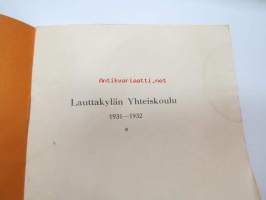 Antikvariaatti.net
Lauttakylän Yhteiskoulu
1931—1932